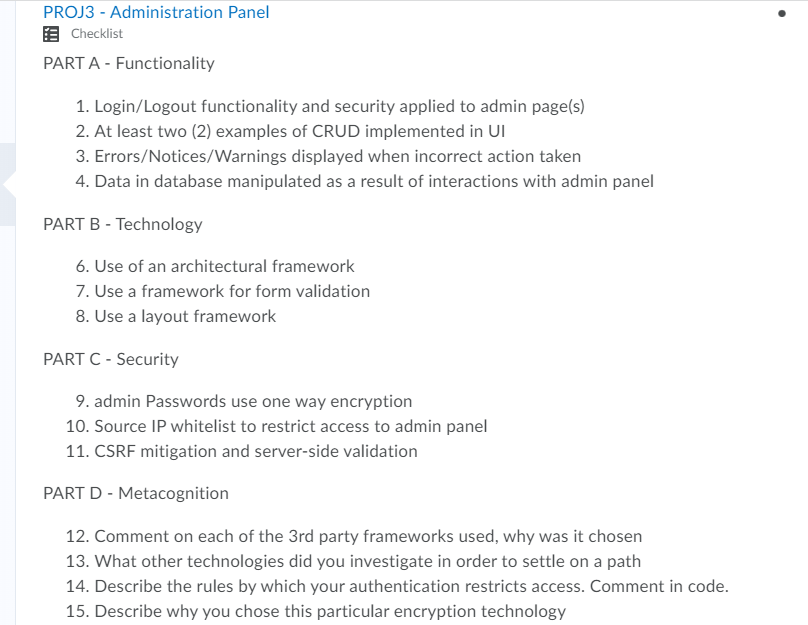 PROJ3 - Administration Panel
Checklist
PART A - Functionality
1. Login/Logout functionality and security applied to admin page(s)
2. At least two (2) examples of CRUD implemented in UI
3. Errors/Notices/Warnings displayed when incorrect action taken
4. Data in database manipulated as a result of interactions with admin panel
PART B - Technology
6. Use of an architectural framework
7. Use a framework for form validation
8. Use a layout framework
PART C - Security
9. admin Passwords use one way encryption
10. Source IP whitelist to restrict access to admin panel
11. CSRF mitigation and server-side validation
PART D - Metacognition
12. Comment on each of the 3rd party frameworks used, why was it chosen
13. What other technologies did you investigate in order to settle on a path
14. Describe the rules by which your authentication restricts access. Comment in code.
15. Describe why you chose this particular encryption technology